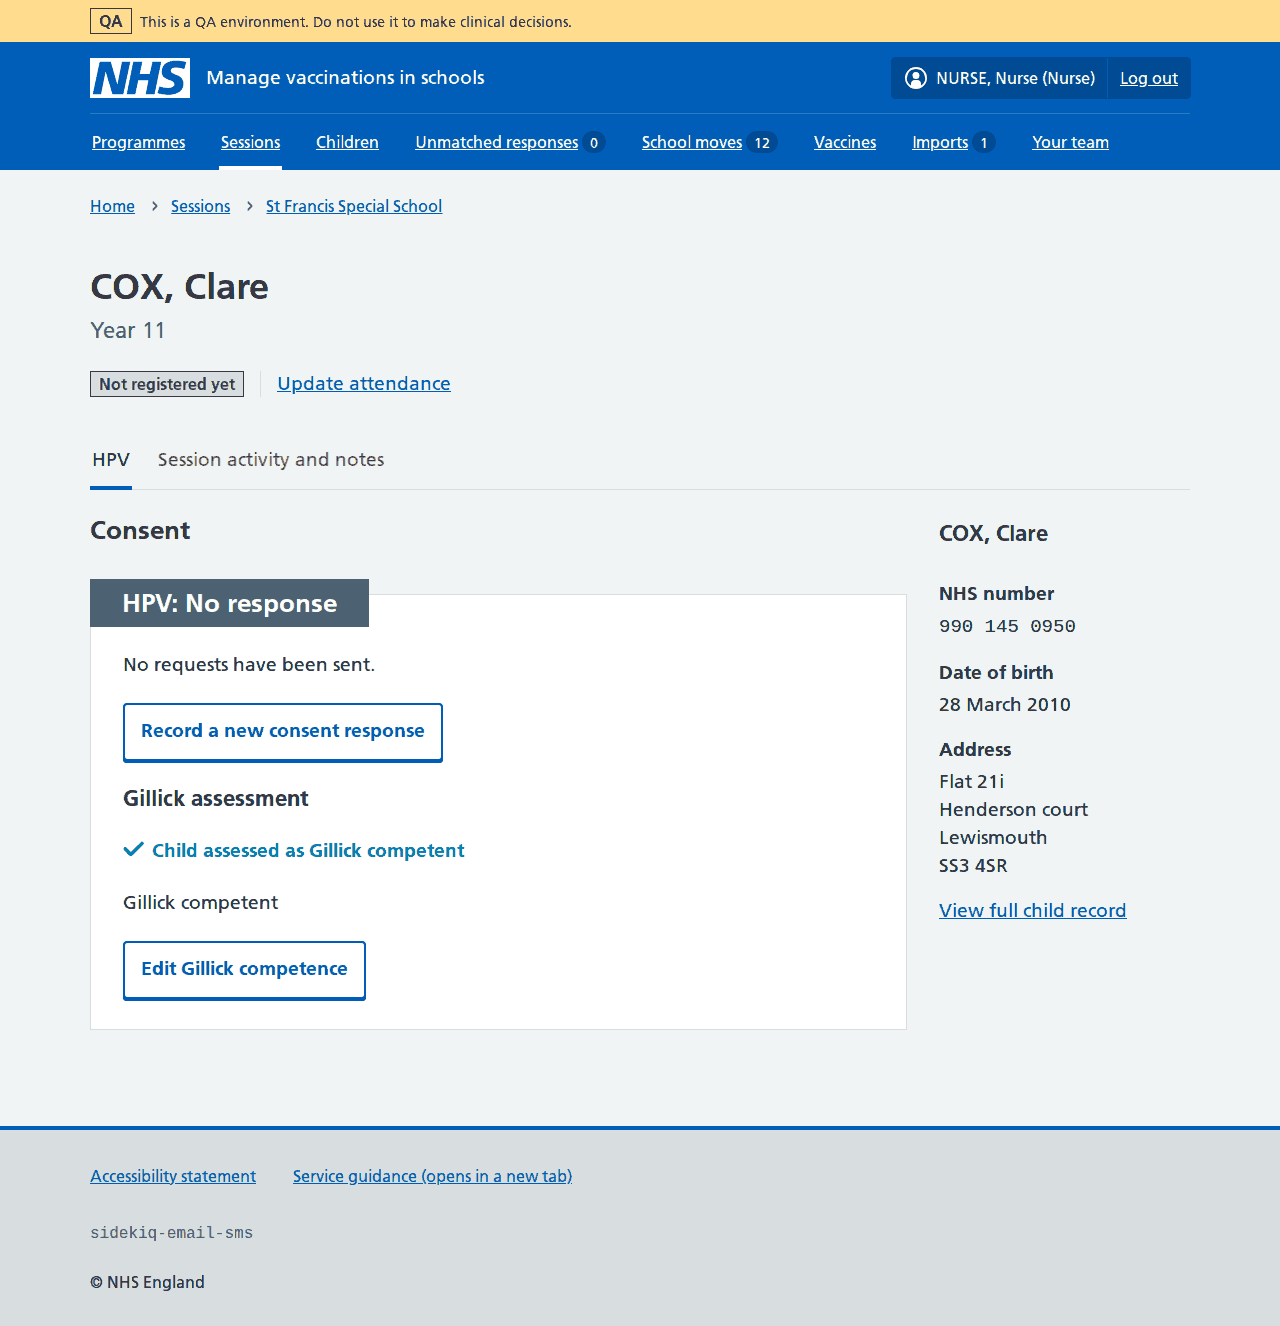 QA This is a QA environment. Do not use it to make clinical decisions.
NHS Manage vaccinations in schools NURSE, Nurse (Nurse) Log out
Programmes Sessions Children Unmatched responses 0 School moves 12 Vaccines Imports 1 Your team
Home > Sessions > St Francis Special School
COX, Clare
Year 11
Not registered yet Update attendance
HPV Session activity and notes
Consent
HPV: No response
No requests have been sent.
Record a new consent response
Gillick assessment
Child assessed as Gillick competent
Gillick competent
Edit Gillick competence
COX, Clare
NHS number
990 145 0950
Date of birth
28 March 2010
Address
Flat 21i
Henderson court
Lewismouth
SS3 4SR
View full child record
Accessibility statement Service guidance (opens in a new tab)
sidekiq-email-sms
© NHS England